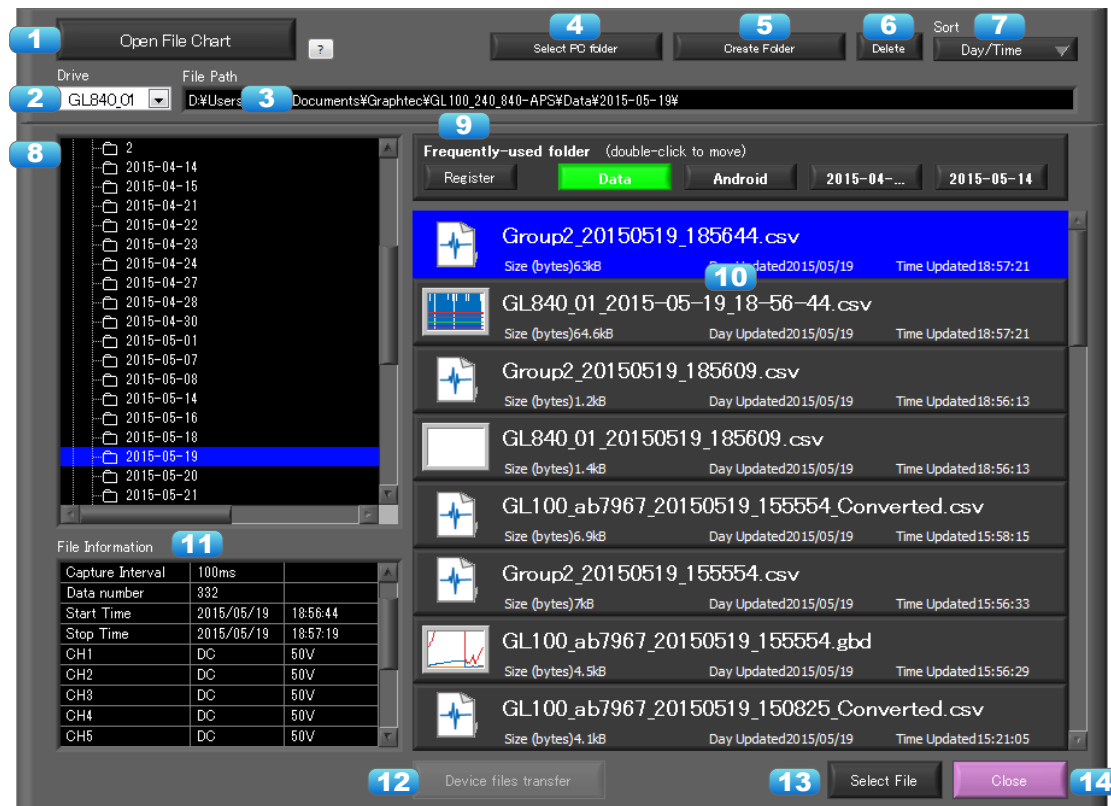 1 Open File Chart ? 4 Select PC folder 5 Create Folder 6 Delete Sort 7 Day/Time
Drive File Path
2 GL840_01 D:¥Users 3 Documents¥Graphtec¥GL100_240_840-APS¥Data¥2015-05-19¥
8
2
2015-04-14
2015-04-15
2015-04-21
2015-04-22
2015-04-23
2015-04-24
2015-04-27
2015-04-28
2015-04-30
2015-05-01
2015-05-07
2015-05-08
2015-05-14
2015-05-16
2015-05-18
2015-05-19
2015-05-20
2015-05-21
9
Frequently-used folder (double-click to move)
Register Data Android 2015-04-... 2015-05-14
10
Group2_20150519_185644.csv
Size (bytes)63kB Day Updated2015/05/19 Time Updated18:57:21
GL840_01_2015-05-19_18-56-44.csv
Size (bytes)64.6kB Day Updated2015/05/19 Time Updated18:57:21
Group2_20150519_185609.csv
Size (bytes)1.2kB Day Updated2015/05/19 Time Updated18:56:13
GL840_01_20150519_185609.csv
Size (bytes)1.4kB Day Updated2015/05/19 Time Updated18:56:13
GL100_ab7967_20150519_155554_Converted.csv
Size (bytes)6.9kB Day Updated2015/05/19 Time Updated15:58:15
Group2_20150519_155554.csv
Size (bytes)7kB Day Updated2015/05/19 Time Updated15:56:33
GL100_ab7967_20150519_155554.gbd
Size (bytes)4.5kB Day Updated2015/05/19 Time Updated15:56:29
GL100_ab7967_20150519_150825_Converted.csv
Size (bytes)4.1kB Day Updated2015/05/19 Time Updated15:21:05
File Information 11
Capture Interval 100ms
Data number 332
Start Time 2015/05/19 18:56:44
Stop Time 2015/05/19 18:57:19
CH1 DC 50V
CH2 DC 50V
CH3 DC 50V
CH4 DC 50V
CH5 DC 50V
12 Device files transfer 13 Select File Close 14